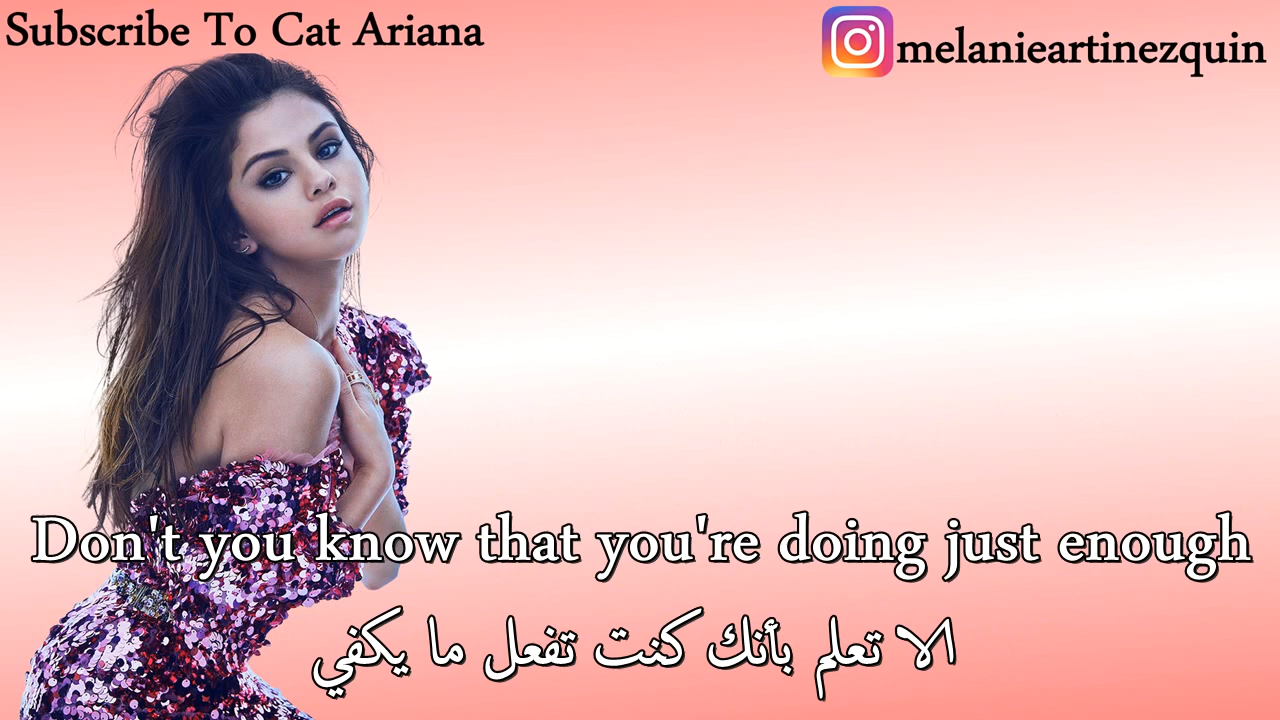 Subscribe To Cat Ariana
melanieartinezquin
Don't you know that you're doing just enough
الا تعلم بأنك كنت تفعل ما يكفي